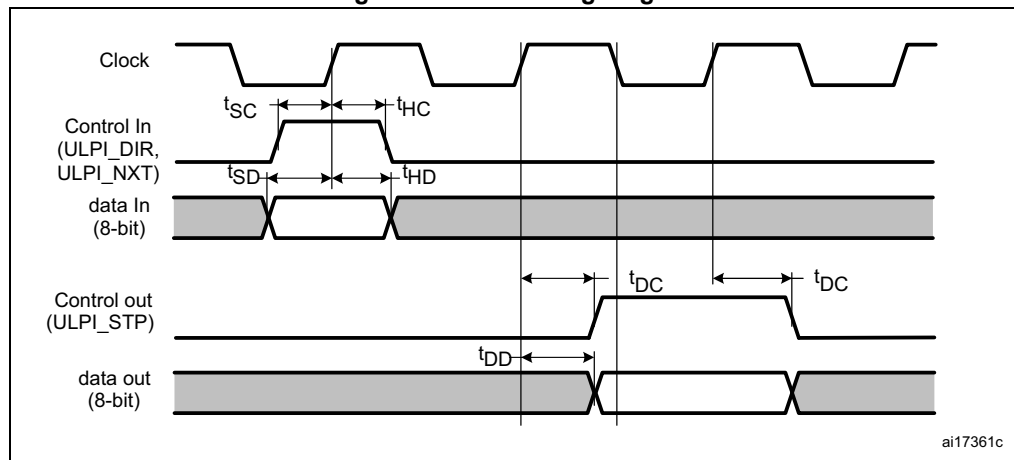 Clock
tSC
tHC
Control In
(ULPI_DIR,
ULPI_NXT)
tSD
tHD
data In
(8-bit)
tDC
tDC
Control out
(ULPI_STP)
tDD
data out
(8-bit)
ai17361c